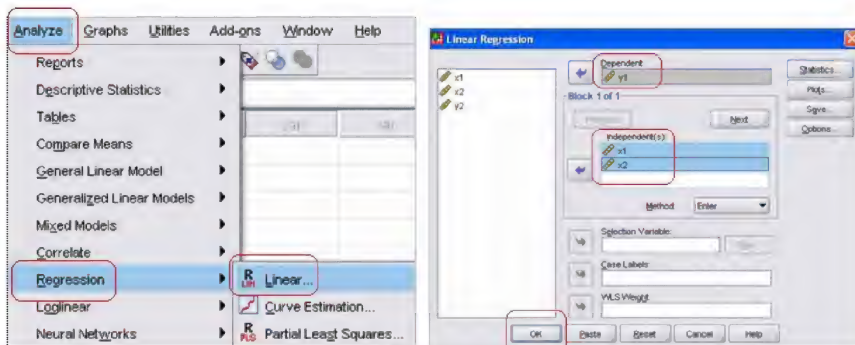 Analyze Graphs Utilities Add-ons Window Help
Reports
Descriptive Statistics
Tables
Compare Means
General Linear Model
Generalized Linear Models
Mixed Models
Correlate
Regression
Loglinear
Neural Networks
R LIN Linear...
Curve Estimation...
R PLS Partial Least Squares...
Linear Regression
x1
x2
y2
Dependent
y1
Block 1 of 1
Next
Independent(s):
x1
x2
Method Enter
Selection Variable:
Case Labels:
WLS Weight:
Statistics...
Plots...
Save...
Options...
OK Paste Reset Cancel Help